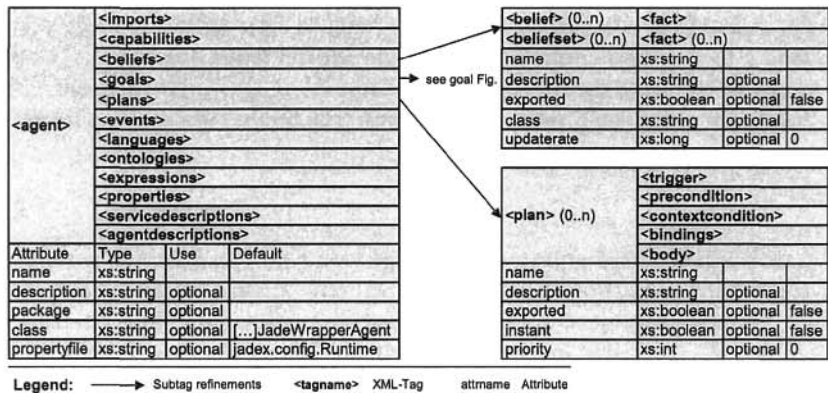 <imports>
<capabilities>
<beliefs>
<goals>
<plans>
<agent>
<events>
<languages>
<ontologies>
<expressions>
<properties>
<servicedescriptions>
<agentdescriptions>
Attribute Type Use Default
name xs:string
description xs:string optional
package xs:string optional
class xs:string optional [...]JadeWrapperAgent
propertyfile xs:string optional jadex.config.Runtime
see goal Fig.
<belief> (0..n) <fact>
<beliefset> (0..n) <fact> (0..n)
name xs:string
description xs:string optional
exported xs:boolean optional false
class xs:string optional
updaterate xs:long optional 0
<trigger>
<precondition>
<plan> (0..n) <contextcondition>
<bindings>
<body>
name xs:string
description xs:string optional
exported xs:boolean optional false
instant xs:boolean optional false
priority xs:int optional 0
Legend: Subtag refinements <tagname> XML-Tag attrname Attribute